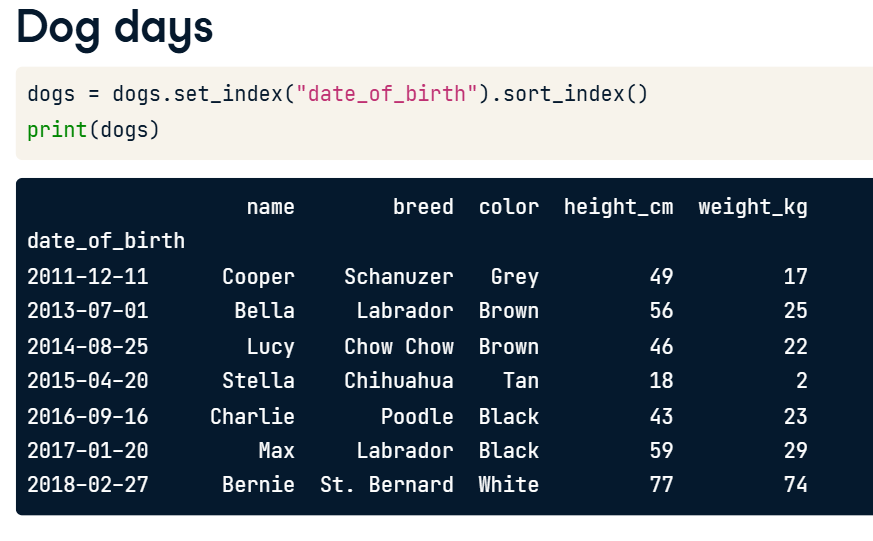 Dog days
dogs = dogs.set_index("date_of_birth").sort_index()
print(dogs)
name breed color height_cm weight_kg
date_of_birth
2011-12-11 Cooper Schanuzer Grey 49 17
2013-07-01 Bella Labrador Brown 56 25
2014-08-25 Lucy Chow Chow Brown 46 22
2015-04-20 Stella Chihuahua Tan 18 2
2016-09-16 Charlie Poodle Black 43 23
2017-01-20 Max Labrador Black 59 29
2018-02-27 Bernie St. Bernard White 77 74